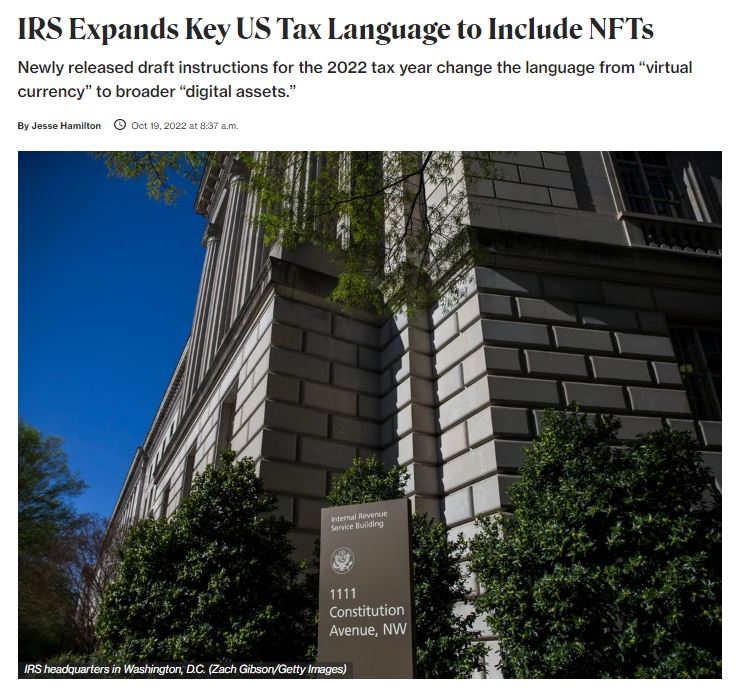 IRS Expands Key US Tax Language to Include NFTs
Newly released draft instructions for the 2022 tax year change the language from “virtual
currency” to broader “digital assets.”
By Jesse Hamilton Oct 19, 2022 at 8:37 a.m.
Internal Revenue
Service Building
1111
Constitution
Avenue, NW
IRS headquarters in Washington, D.C. (Zach Gibson/Getty Images)